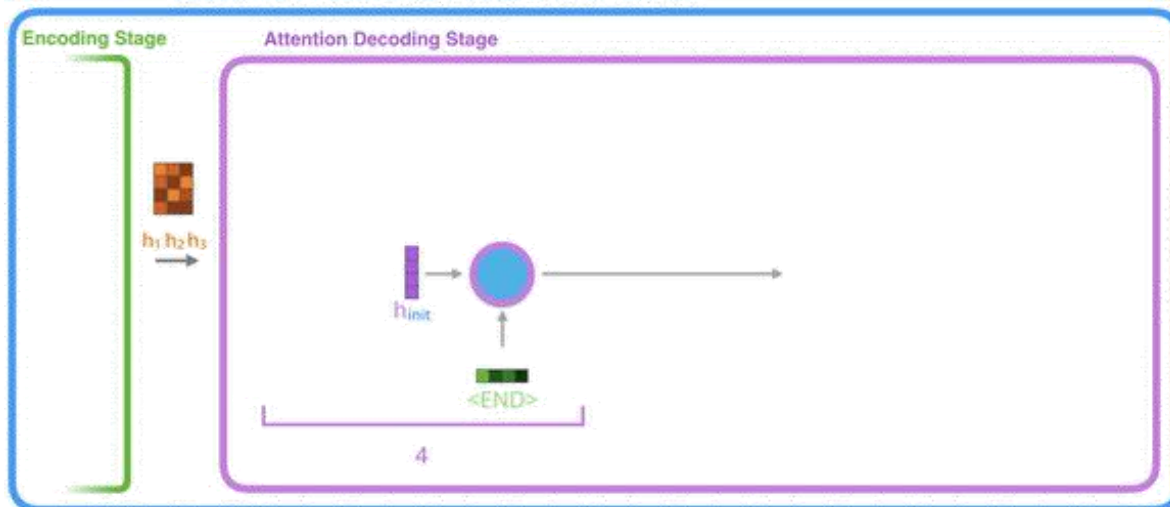 Encoding Stage
Attention Decoding Stage
h1 h2 h3
hinit
<END>
4